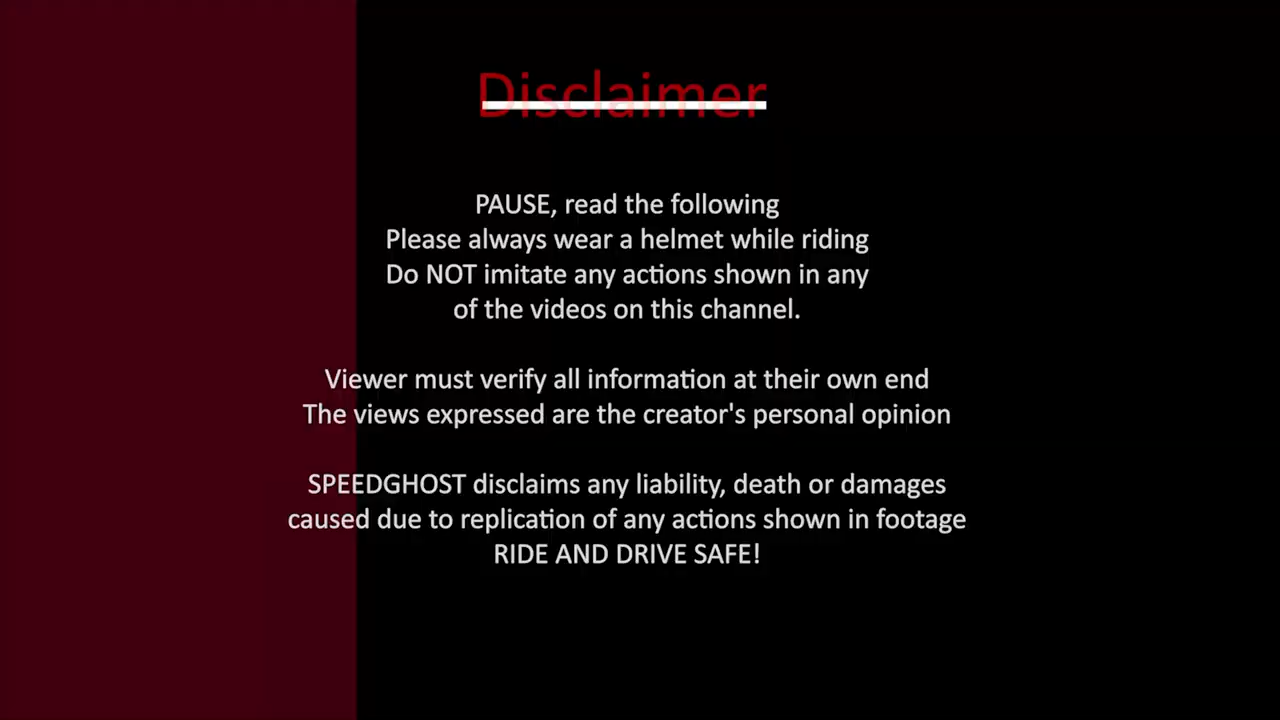 Disclaimer
PAUSE, read the following
Please always wear a helmet while riding
Do NOT imitate any actions shown in any
of the videos on this channel.
Viewer must verify all information at their own end
The views expressed are the creator's personal opinion
SPEEDGHOST disclaims any liability, death or damages
caused due to replication of any actions shown in footage
RIDE AND DRIVE SAFE!